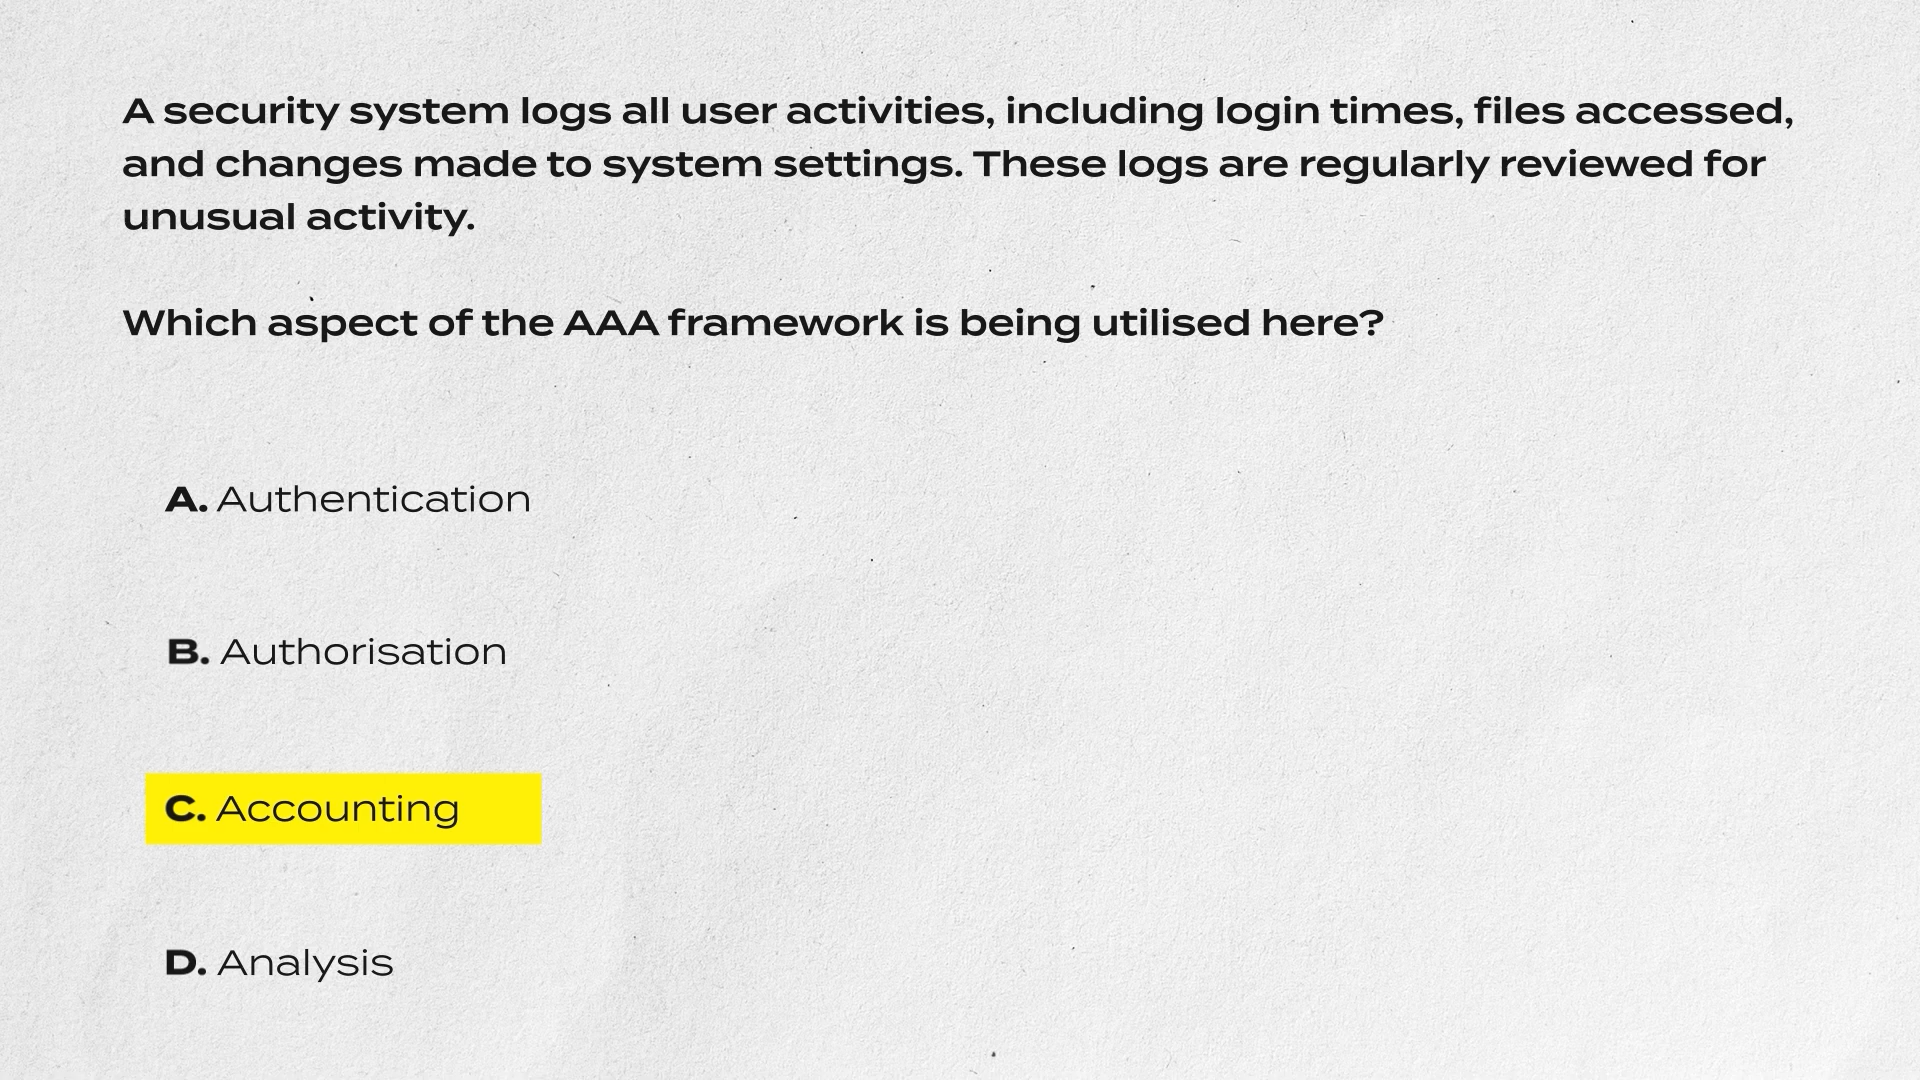 A security system logs all user activities, including login times, files accessed,
and changes made to system settings. These logs are regularly reviewed for
unusual activity.
Which aspect of the AAA framework is being utilised here?
A. Authentication
B. Authorisation
C. Accounting
D. Analysis